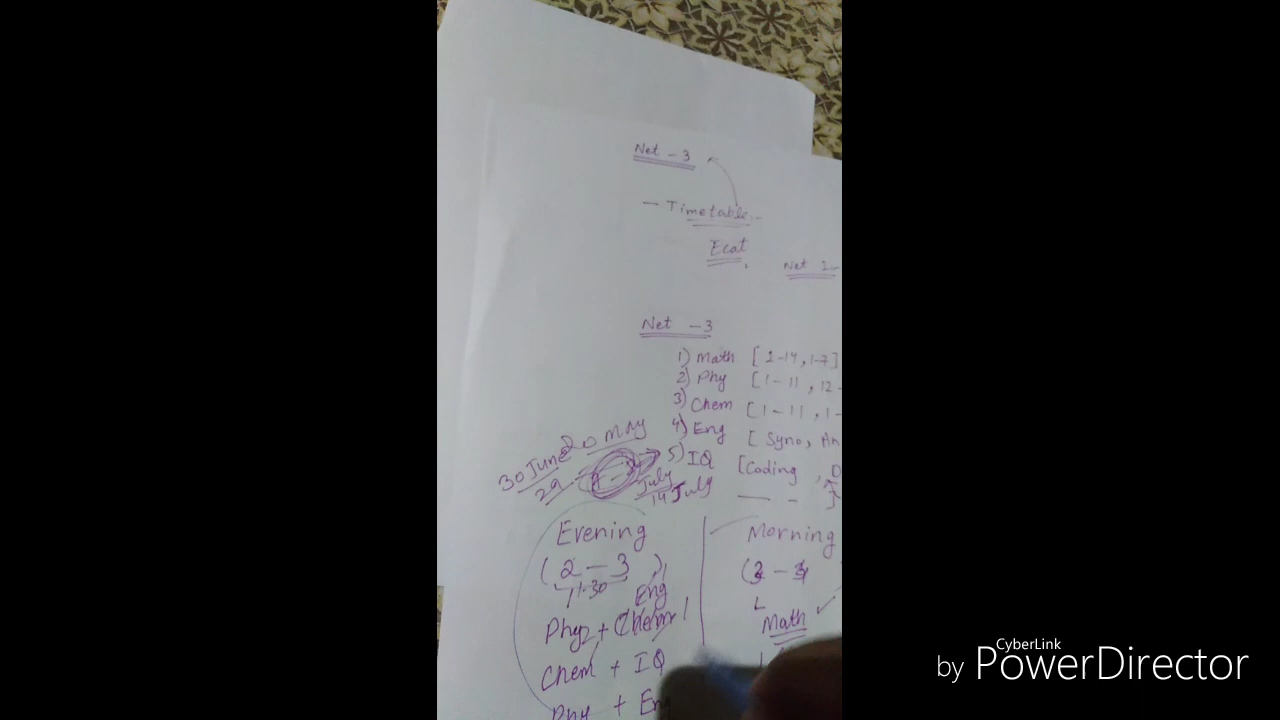 Net - 3
- Timetable -
Ecat
Net
Net - 3
1) Math [ 2-14, 1-7]
2) Phy [1-11, 12-
3) Chem [1-11, 1-
4) Eng [ Syno, An
5) IQ [Coding , D
20 May
30 June
29
July
14 July
Evening
(2 - 3)
1-30
Eng
Phy + Chem
Chem + IQ
Phy + En
Morning
Math
CyberLink
by PowerDirector